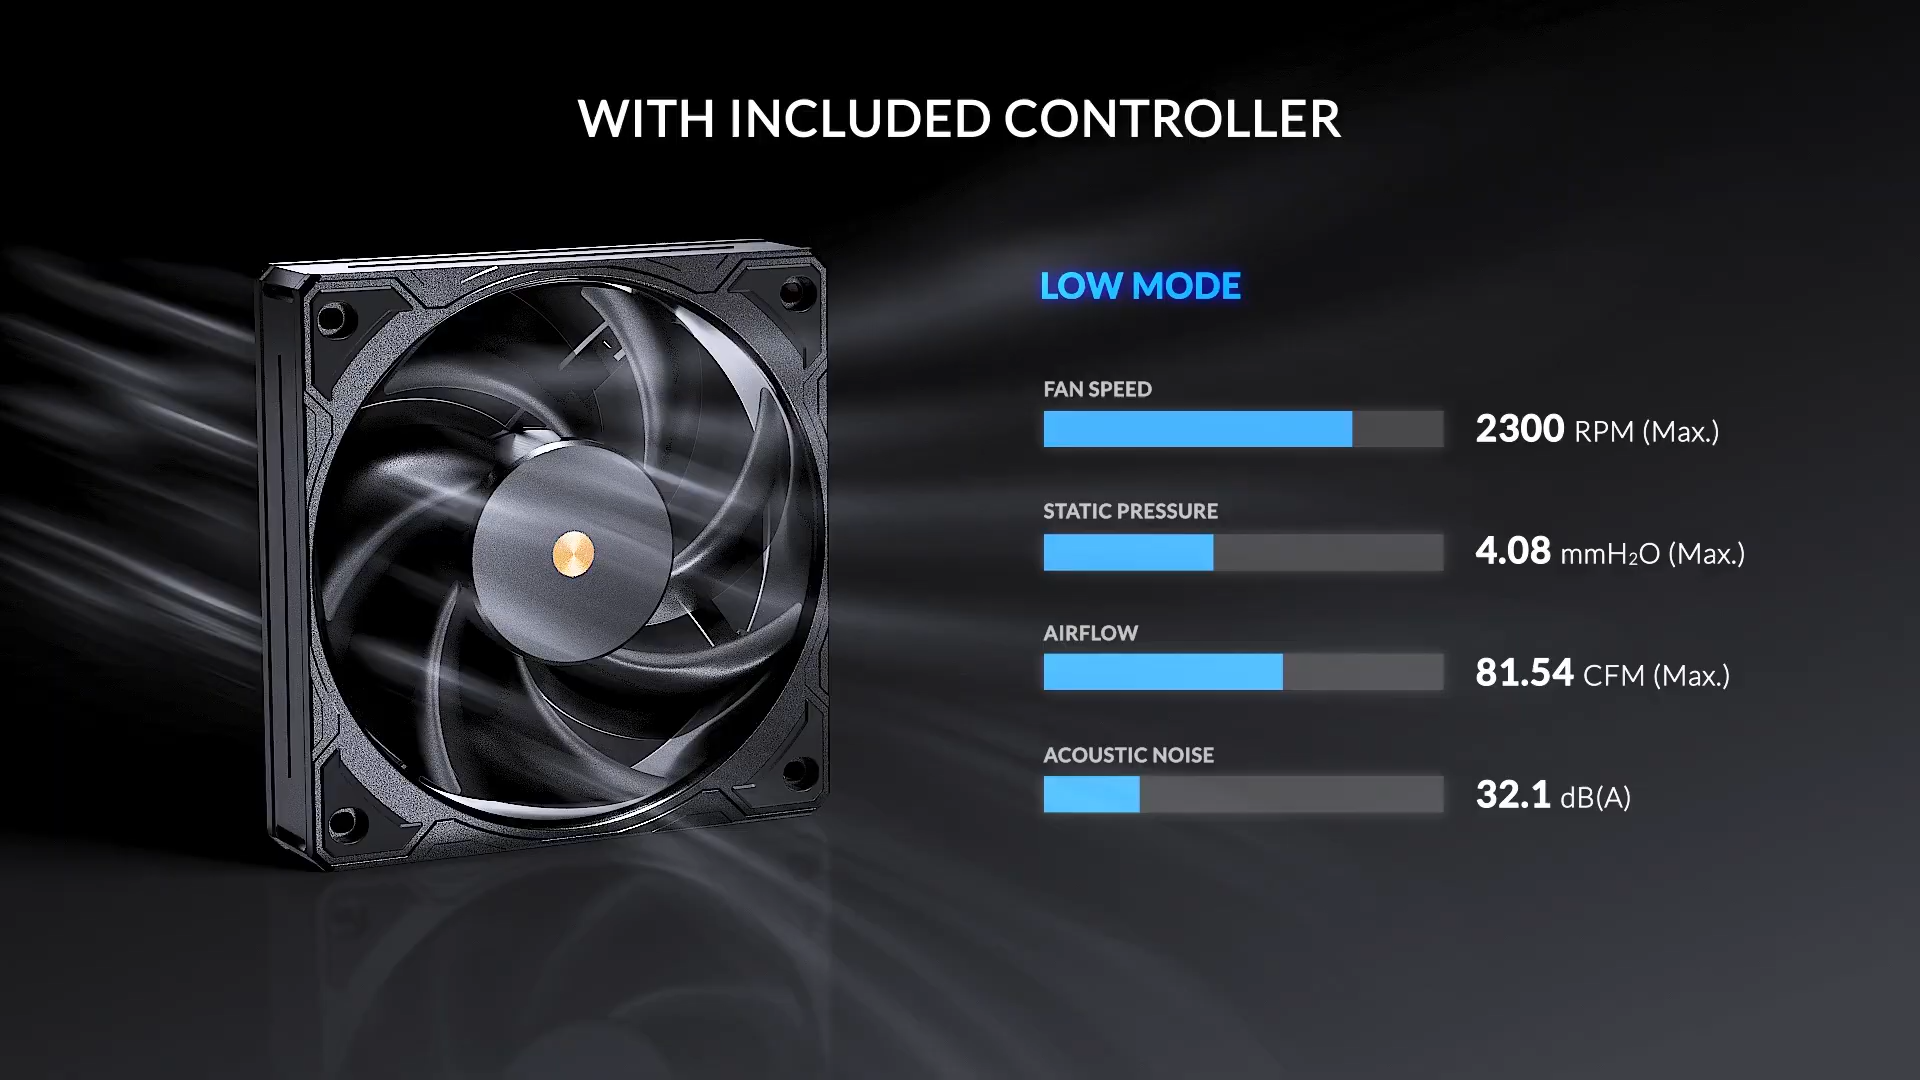 WITH INCLUDED CONTROLLER
LOW MODE
FAN SPEED
2300 RPM (Max.)
STATIC PRESSURE
4.08 mmH₂O (Max.)
AIRFLOW
81.54 CFM (Max.)
ACOUSTIC NOISE
32.1 dB(A)